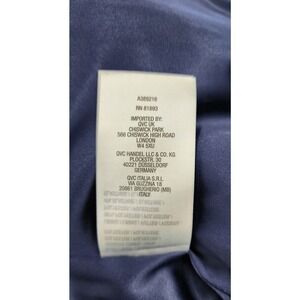 A389216
RN 81893
IMPORTED BY:
QVC UK
CHISWICK PARK
566 CHISWICK HIGH ROAD
LONDON
W4 5XU
QVC HANDEL LLC & CO. KG.
PLOCKSTR. 30
40221 DÜSSELDORF
GERMANY
QVC ITALIA S.R.L.
VIA GUZZINA 18
20861 BRUGHERIO (MB)
ITALY